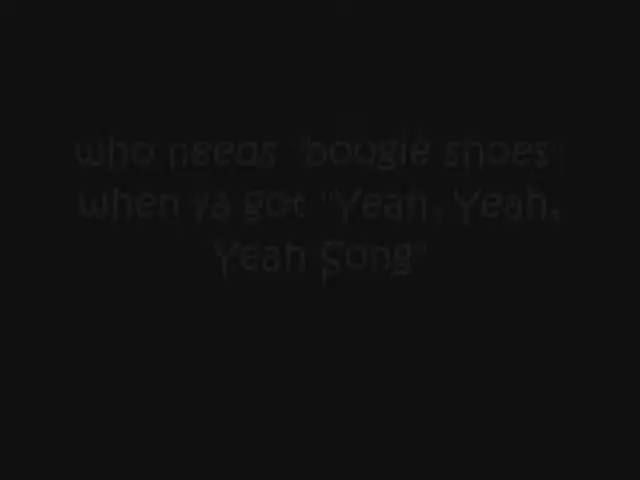 who needs "boogie shoes"
when ya got "Yeah, Yeah,
Yeah Song"